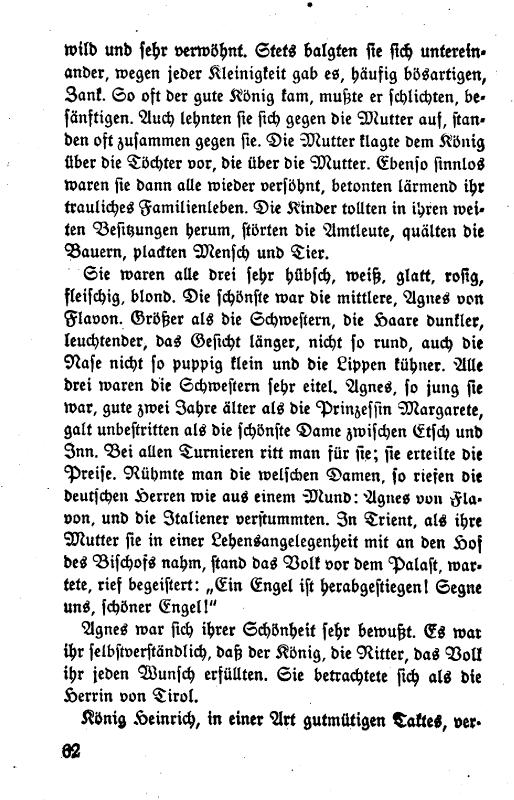 wild und sehr verwöhnt. Stets balgten sie sich unterein-
ander, wegen jeder Kleinigkeit gab es, häufig bösartigen,
Zank. So oft der gute König kam, mußte er schlichten, be-
sänftigen. Auch lehnten sie sich gegen die Mutter auf, stan-
den oft zusammen gegen sie. Die Mutter klagte dem König
über die Töchter vor, die über die Mutter. Ebenso sinnlos
waren sie dann alle wieder versöhnt, betonten lärmend ihr
trauliches Familienleben. Die Kinder tollten in ihren wei-
ten Besitzungen herum, störten die Amtleute, quälten die
Bauern, plackten Mensch und Tier.
Sie waren alle drei sehr hübsch, weiß, glatt, rosig,
fleischig, blond. Die schönste war die mittlere, Agnes von
Flavon. Größer als die Schwestern, die Haare dunkler,
leuchtender, das Gesicht länger, nicht so rund, auch die
Nase nicht so puppig klein und die Lippen kühner. Alle
drei waren die Schwestern sehr eitel. Agnes, so jung sie
war, gute zwei Jahre älter als die Prinzessin Margarete,
galt unbestritten als die schönste Dame zwischen Etsch und
Inn. Bei allen Turnieren ritt man für sie; sie erteilte die
Preise. Rühmte man die welschen Damen, so riefen die
deutschen Herren wie aus einem Mund: Agnes von Fla-
von, und die Italiener verstummten. In Trient, als ihre
Mutter sie in einer Lehensangelegenheit mit an den Hof
des Bischofs nahm, stand das Volk vor dem Palast, war-
tete, rief begeistert: „Ein Engel ist herabgestiegen! Segne
uns, schöner Engel!“
Agnes war sich ihrer Schönheit sehr bewußt. Es war
ihr selbstverständlich, daß der König, die Ritter, das Volk
ihr jeden Wunsch erfüllten. Sie betrachtete sich als die
Herrin von Tirol.
König Heinrich, in einer Art gutmütigen Taktes, ver-
62